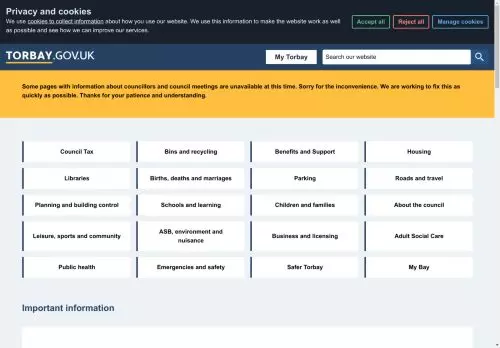 Privacy and cookies
We use cookies to collect information about how you use our website. We use this information to make the website work as
well as possible and see how we can improve our services.
Accept all
Reject all
Manage cookies
TORBAY.GOV.UK
My Torbay
Search our website
Some pages with information about councillors and council meetings are unavailable at this time. Sorry for the inconvenience. We are working to fix this as
quickly as possible. Thanks for your patience and understanding.
Council Tax
Bins and recycling
Benefits and Support
Housing
Libraries
Births, deaths and marriages
Parking
Roads and travel
Planning and building control
Schools and learning
Children and families
About the council
Leisure, sports and community
ASB, environment and
nuisance
Business and licensing
Adult Social Care
Public health
Emergencies and safety
Safer Torbay
My Bay
Important information